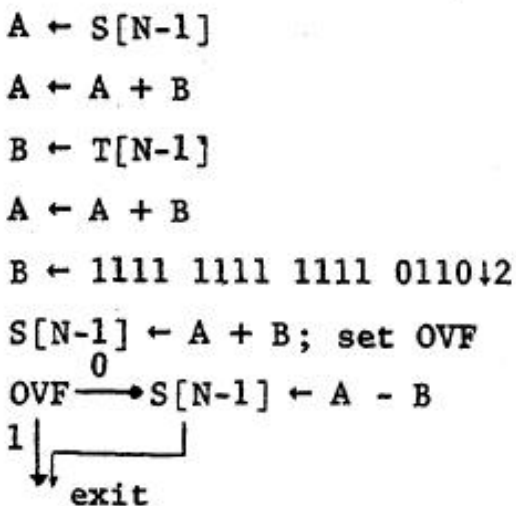 A ← S[N-1]
A ← A + B
B ← T[N-1]
A ← A + B
B ← 1111 1111 1111 0110↓2
S[N-1] ← A + B; set OVF
0
OVF → S[N-1] ← A - B
1
exit